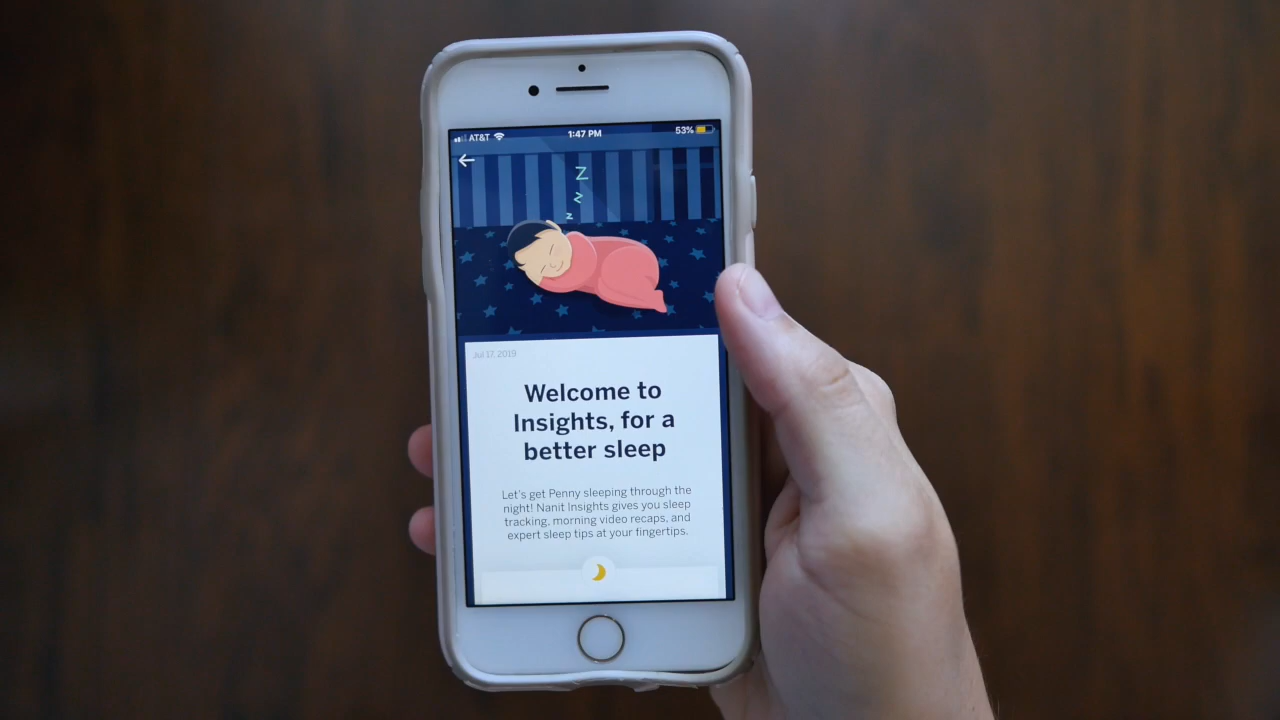 AT&T 1:47 PM 53%
Z
Z
Z
Jul 17, 2019
Welcome to
Insights, for a
better sleep
Let's get Penny sleeping through the
night! Nanit Insights gives you sleep
tracking, morning video recaps, and
expert sleep tips at your fingertips.